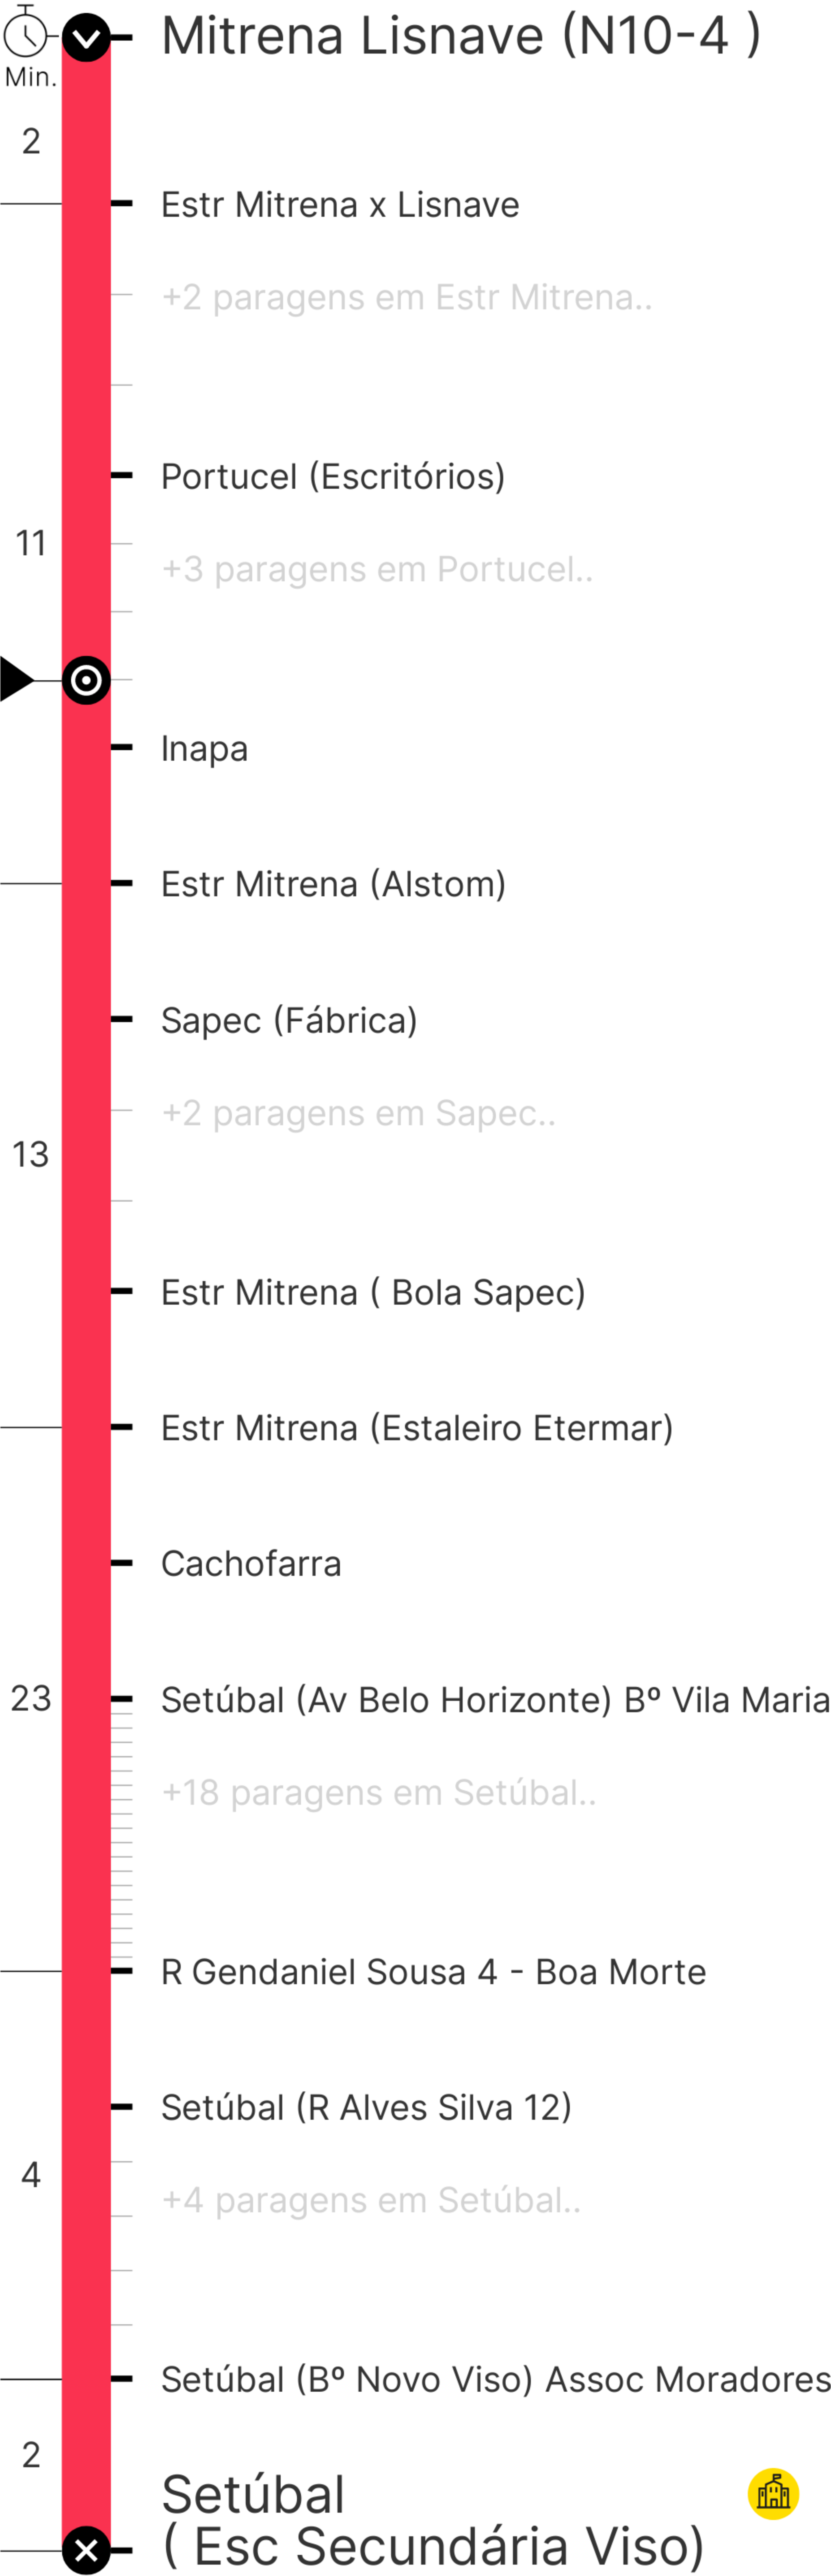 Mitrena Lisnave (N10-4 )
Min.
2
Estr Mitrena x Lisnave
+2 paragens em Estr Mitrena..
Portucel (Escritórios)
11
+3 paragens em Portucel..
Inapa
Estr Mitrena (Alstom)
Sapec (Fábrica)
+2 paragens em Sapec..
13
Estr Mitrena ( Bola Sapec)
Estr Mitrena (Estaleiro Etermar)
Cachofarra
23
Setúbal (Av Belo Horizonte) Bº Vila Maria
+18 paragens em Setúbal..
R Gendaniel Sousa 4 - Boa Morte
Setúbal (R Alves Silva 12)
4
+4 paragens em Setúbal..
Setúbal (Bº Novo Viso) Assoc Moradores
2
Setúbal
( Esc Secundária Viso)